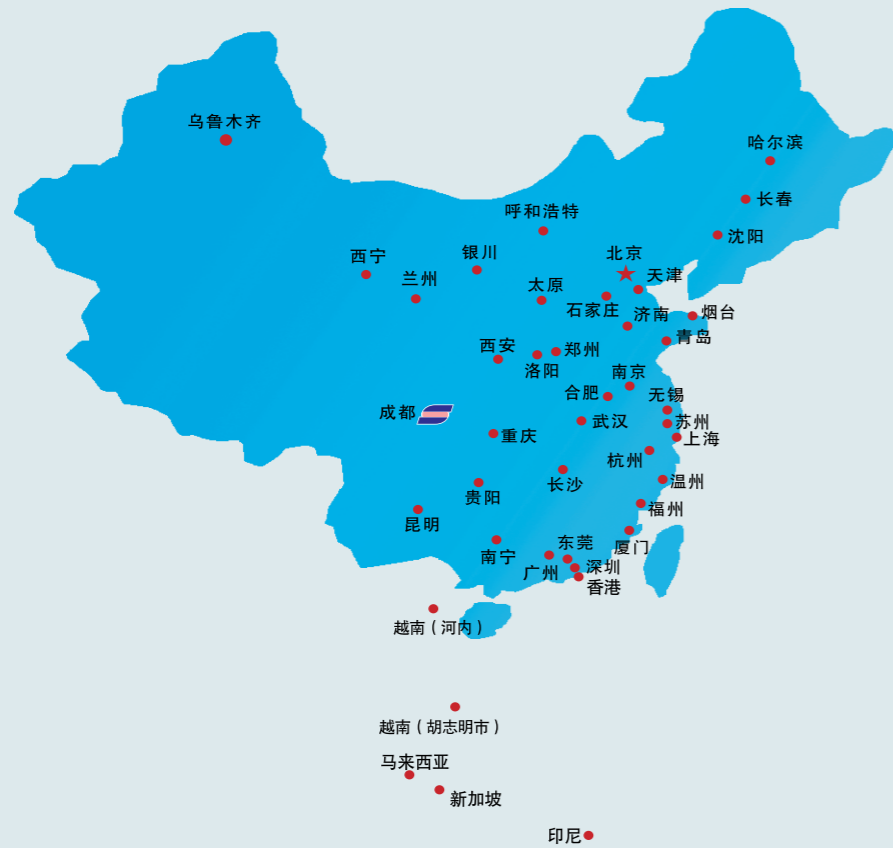 乌鲁木齐
哈尔滨
长春
呼和浩特
沈阳
西宁
银川
北京
兰州
太原
天津
石家庄
济南
烟台
青岛
西安
洛阳
郑州
南京
合肥
无锡
成都
武汉
苏州
重庆
上海
杭州
长沙
温州
贵阳
福州
昆明
南宁
东莞
厦门
广州
深圳
香港
越南（河内）
越南（胡志明市）
马来西亚
新加坡
印尼